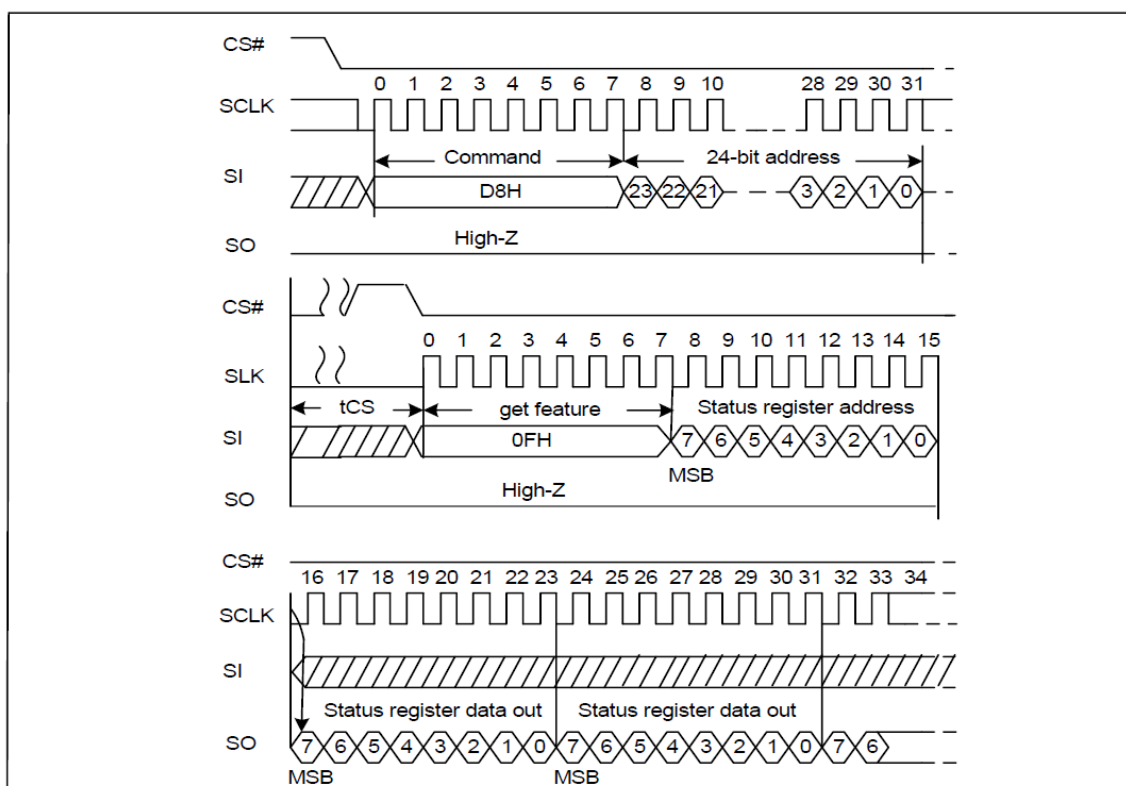 CS#
0 1 2 3 4 5 6 7 8 9 10 28 29 30 31
SCLK
Command 24-bit address
SI
D8H 23 22 21 3 2 1 0
High-Z
SO
CS#
0 1 2 3 4 5 6 7 8 9 10 11 12 13 14 15
SLK
tCS get feature Status register address
SI
0FH 7 6 5 4 3 2 1 0
MSB
High-Z
SO
CS#
16 17 18 19 20 21 22 23 24 25 26 27 28 29 30 31 32 33 34
SCLK
SI
Status register data out Status register data out
SO
7 6 5 4 3 2 1 0 7 6 5 4 3 2 1 0 7 6
MSB MSB